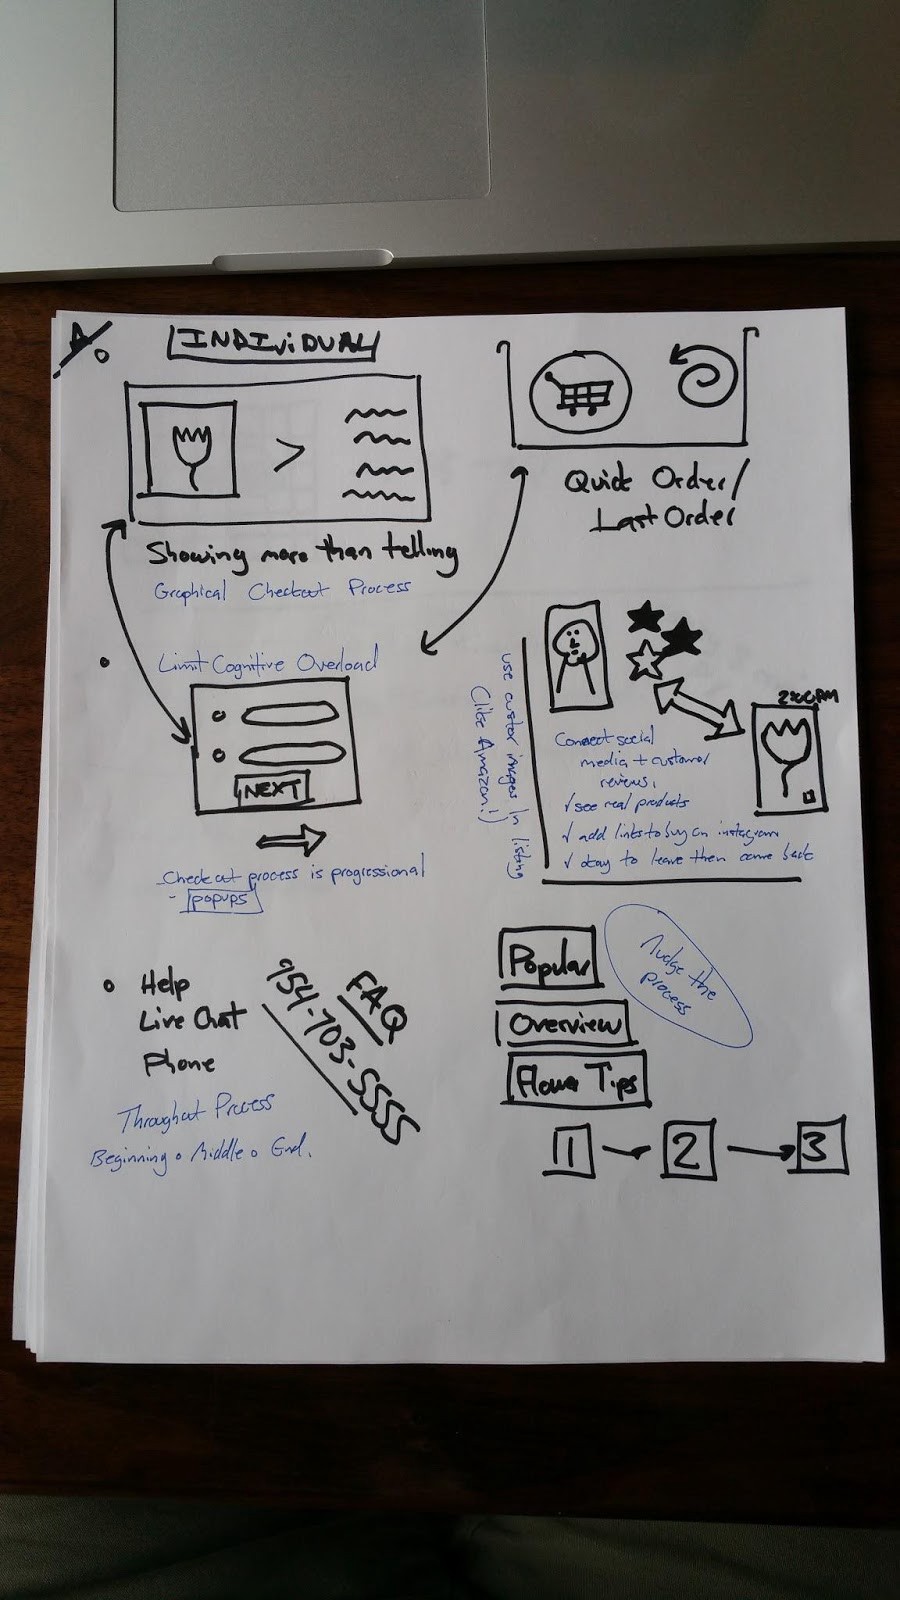 A.
INDIViDUAL
Showing more than telling
Graphical Checkout Process
Quick Order/
Last Order
Limit Cognitive Overload
NEXT
Checkout process is progressional
- popups
use custor images in listing
(like Amazon!)
2:00PM
Connect social
media + customer
reviews.
✓ see real products
✓ add links to buy on instagram
✓ okay to leave then come back
Help
Live Chat
Phone
FAQ
954-703-5555
Throughout Process
Beginning • Middle • End.
Popular
Overview
Flower Tips
Nudge the
process
1
2
3